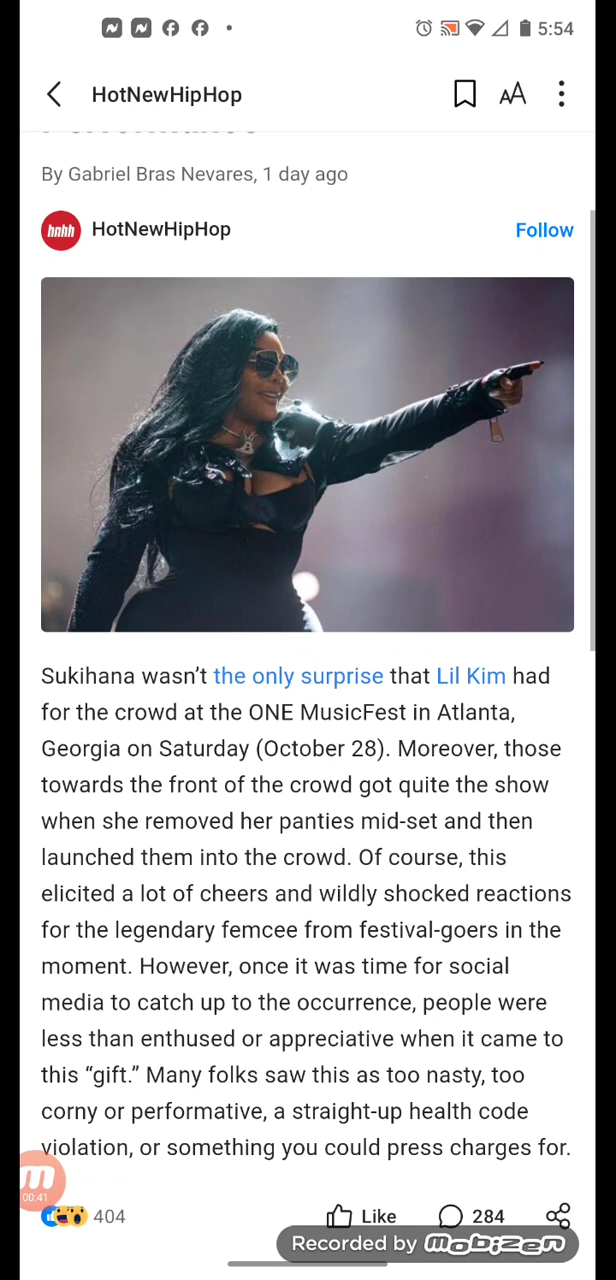 5:54
HotNewHipHop
AA
By Gabriel Bras Nevares, 1 day ago
hnhh
HotNewHipHop
Follow
Sukihana wasn’t the only surprise that Lil Kim had
for the crowd at the ONE MusicFest in Atlanta,
Georgia on Saturday (October 28). Moreover, those
towards the front of the crowd got quite the show
when she removed her panties mid-set and then
launched them into the crowd. Of course, this
elicited a lot of cheers and wildly shocked reactions
for the legendary femcee from festival-goers in the
moment. However, once it was time for social
media to catch up to the occurrence, people were
less than enthused or appreciative when it came to
this “gift.” Many folks saw this as too nasty, too
corny or performative, a straight-up health code
violation, or something you could press charges for.
00:41
404
Like
284
Recorded by mobizen